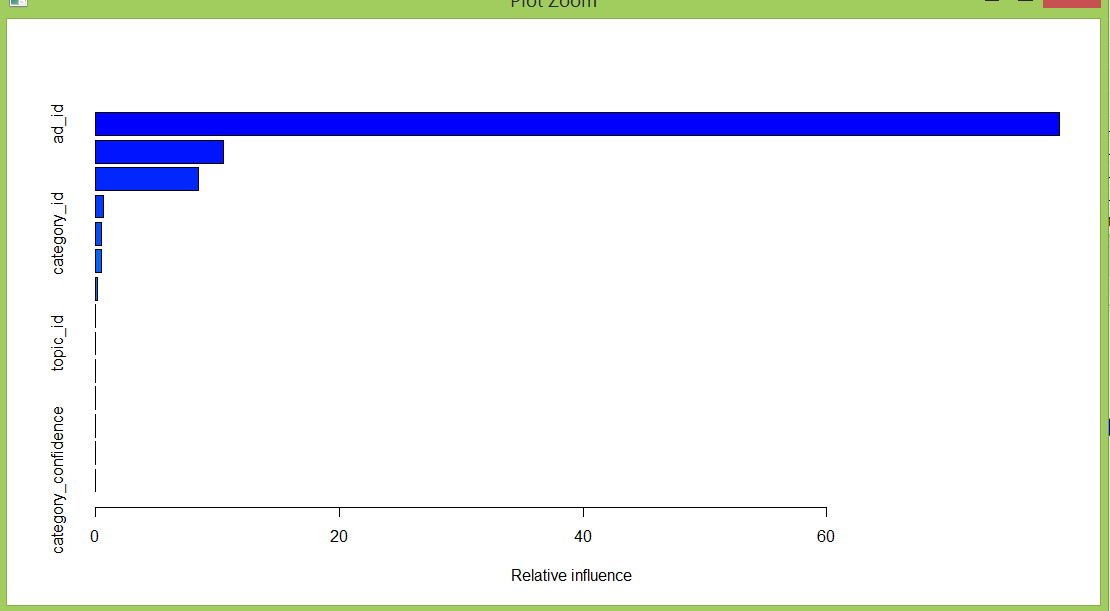 Plot Zoom
ad_id
category_id
topic_id
category_confidence
0 20 40 60
Relative influence